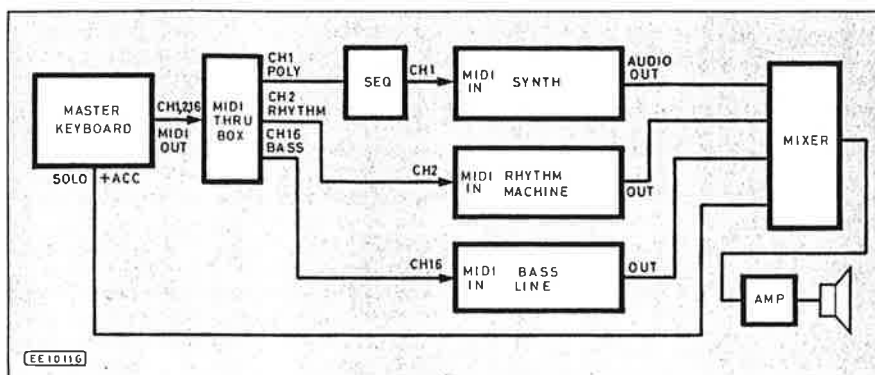 MASTER
KEYBOARD
SOLO +ACC
CH1,2,16
MIDI
OUT
MIDI
THRU
BOX
CH1
POLY
CH2
RHYTHM
CH16
BASS
SEQ
CH1
MIDI SYNTH
IN
AUDIO
OUT
CH2
MIDI RHYTHM
IN MACHINE
OUT
CH16
MIDI BASS
IN LINE
OUT
MIXER
AMP
EE1011G